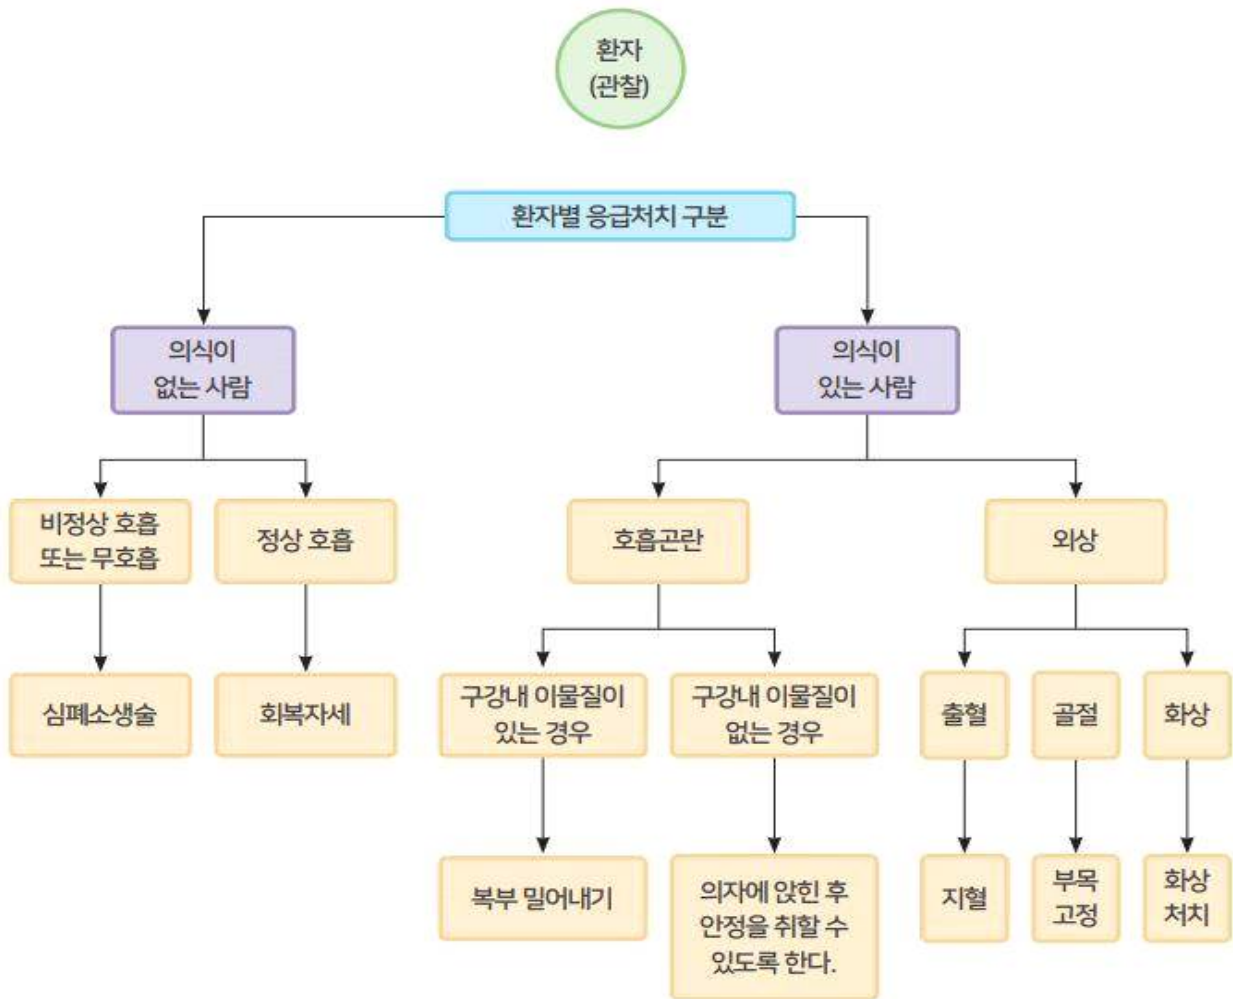 환자
(관찰)
환자별 응급처치 구분
의식이
없는 사람
의식이
있는 사람
비정상 호흡
또는 무호흡
정상 호흡
호흡곤란
외상
심폐소생술
회복자세
구강내 이물질이
있는 경우
구강내 이물질이
없는 경우
출혈
골절
화상
복부 밀어내기
의자에 앉힌 후
안정을 취할 수
있도록 한다.
지혈
부목
고정
화상
처치